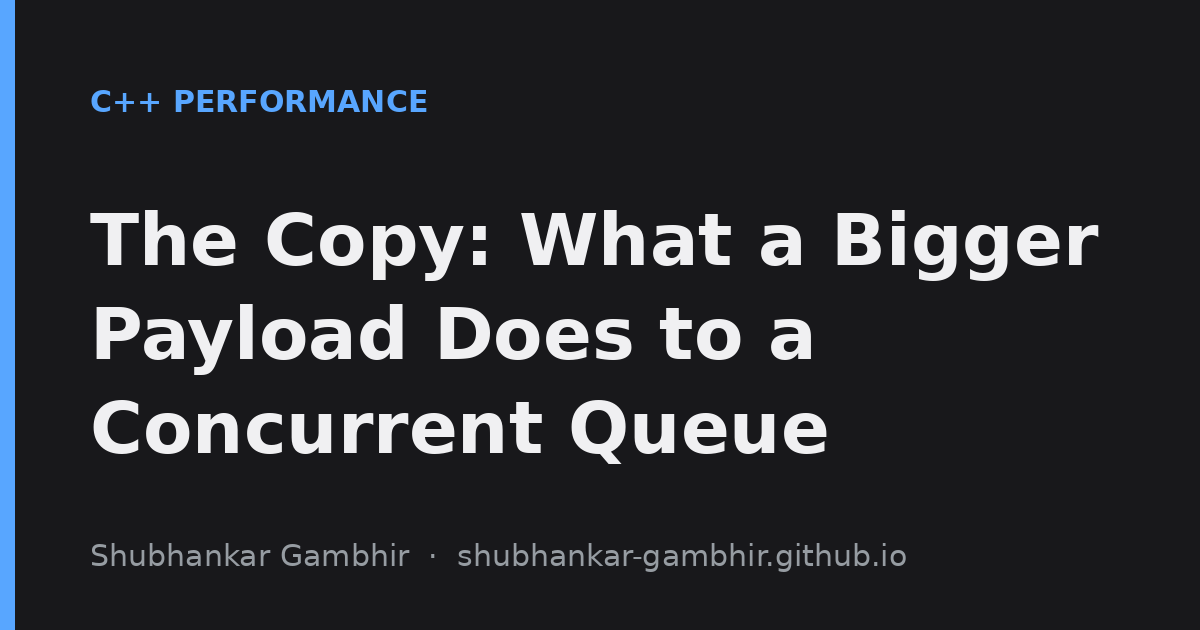 C++ PERFORMANCE
The Copy: What a Bigger
Payload Does to a
Concurrent Queue
Shubhankar Gambhir · shubhankar-gambhir.github.io